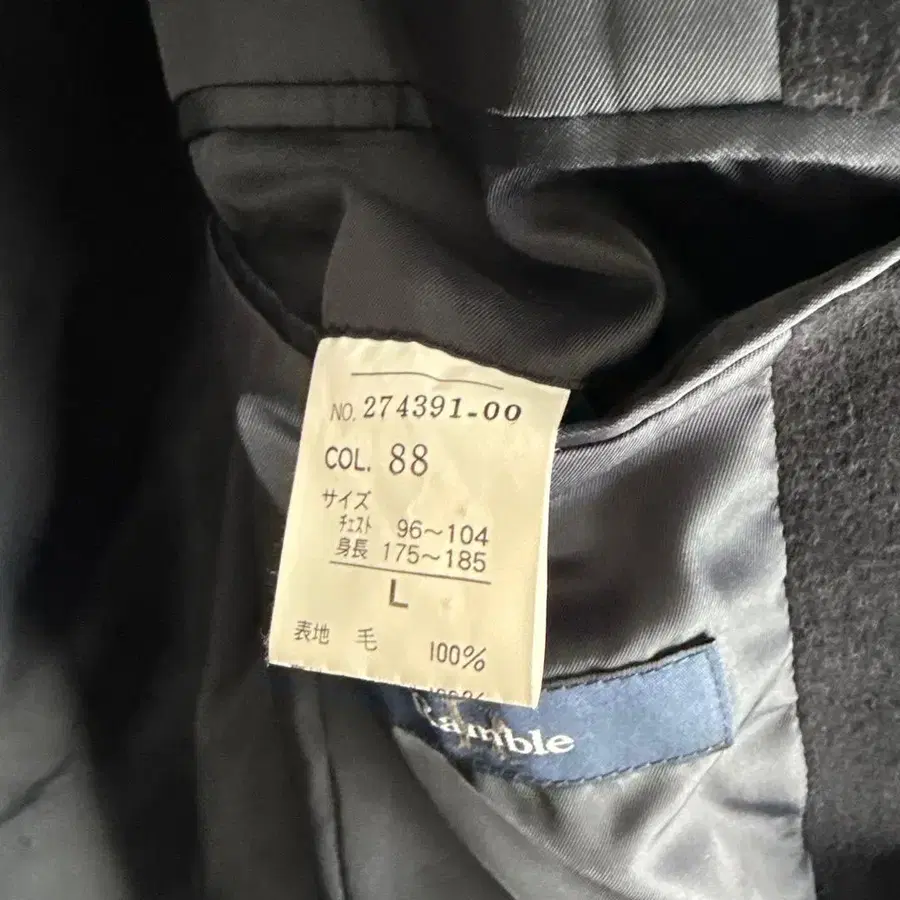 NO. 274391-00
COL. 88
サイズ
チェスト 96~104
身長 175~185
L
表地 毛 100%
100%
amble